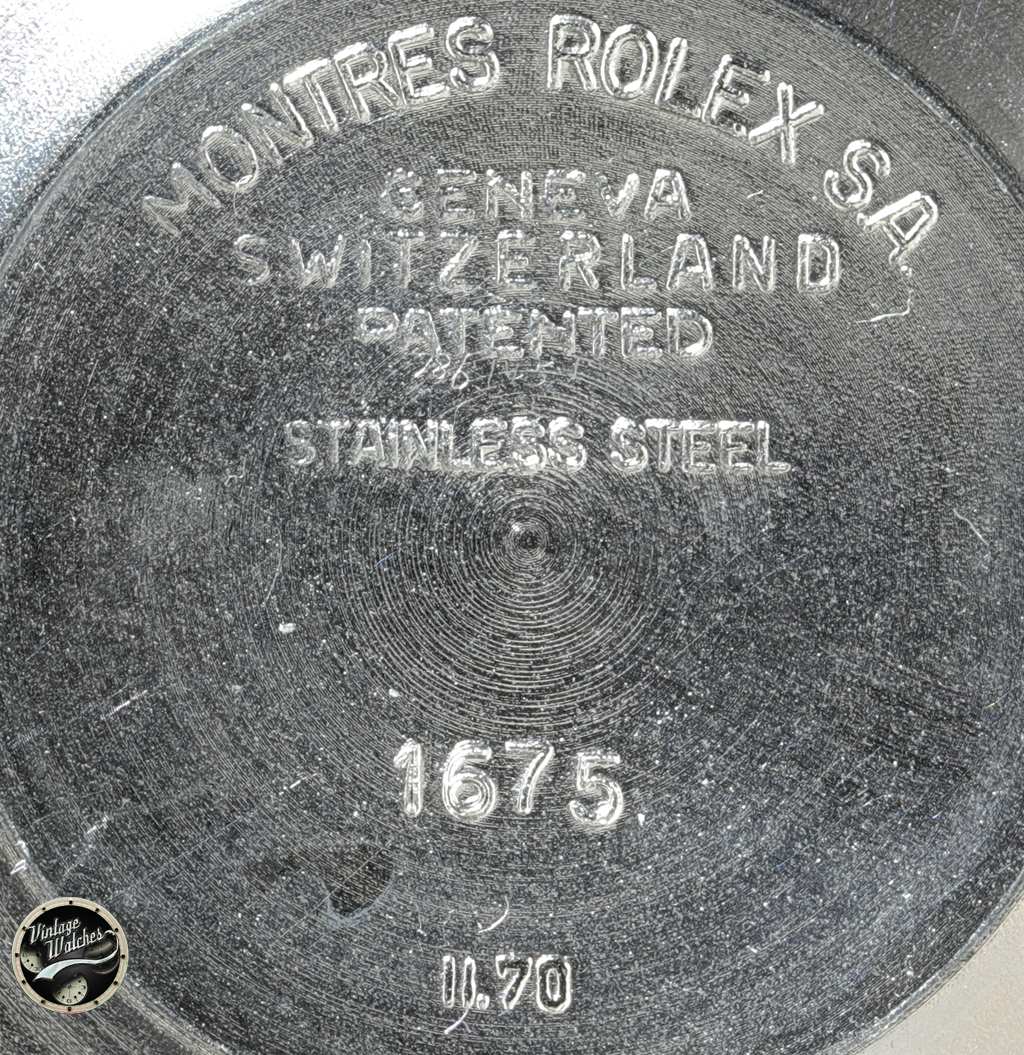 MONTRES ROLEX S.A.
GENEVA
SWITZERLAND
PATENTED
STAINLESS STEEL
1675
II.70
Vintage
Watches